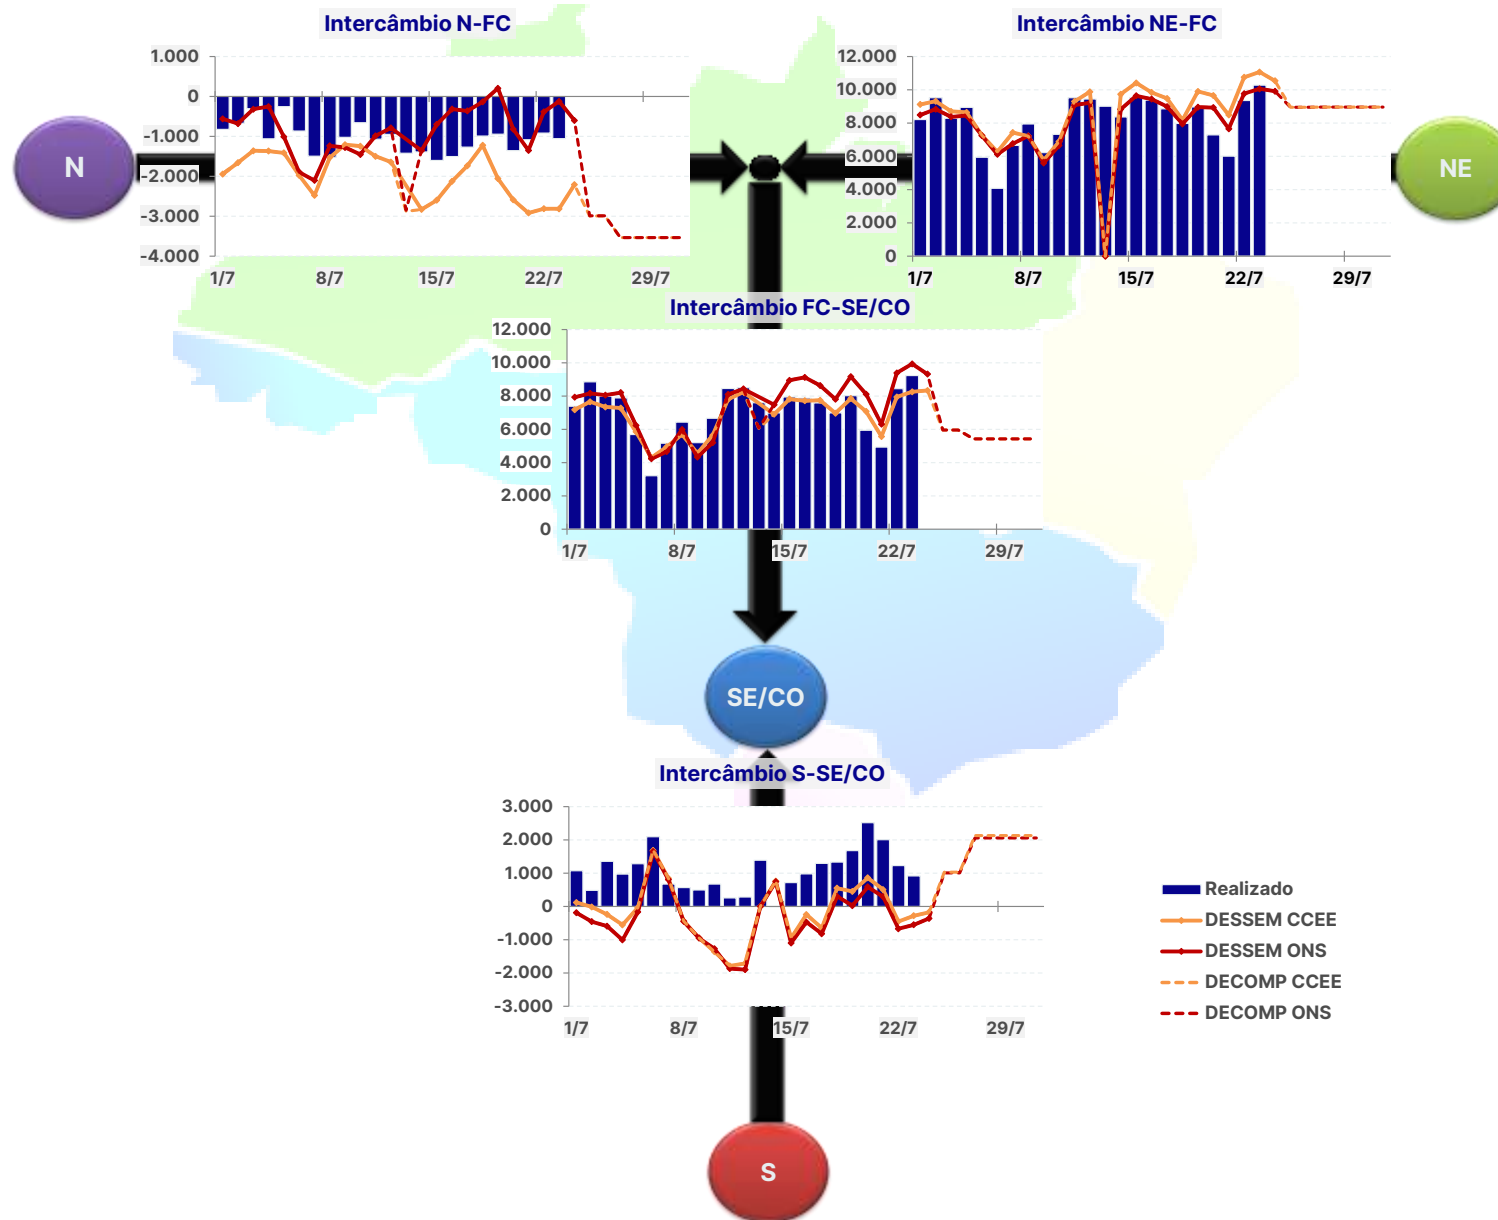 Intercâmbio N-FC
1.000
0
-1.000
-2.000
-3.000
-4.000
1/7 8/7 15/7 22/7 29/7
Intercâmbio NE-FC
12.000
10.000
8.000
6.000
4.000
2.000
0
1/7 8/7 15/7 22/7 29/7
N
NE
Intercâmbio FC-SE/CO
12.000
10.000
8.000
6.000
4.000
2.000
0
1/7 8/7 15/7 22/7 29/7
SE/CO
Intercâmbio S-SE/CO
3.000
2.000
1.000
0
-1.000
-2.000
-3.000
1/7 8/7 15/7 22/7 29/7
Realizado
DESSEM CCEE
DESSEM ONS
DECOMP CCEE
DECOMP ONS
S